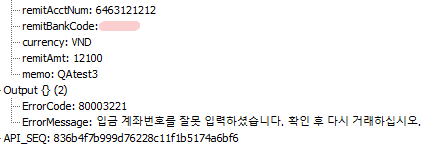 remitAcctNum: 6463121212
remitBankCode:
currency: VND
remitAmt: 12100
memo: QAtest3
Output {} (2)
ErrorCode: 80003221
ErrorMessage: 입금 계좌번호를 잘못 입력하셨습니다. 확인 후 다시 거래하십시오.
API_SEQ: 836b4f7b999d76228c11f1b5174a6bf6